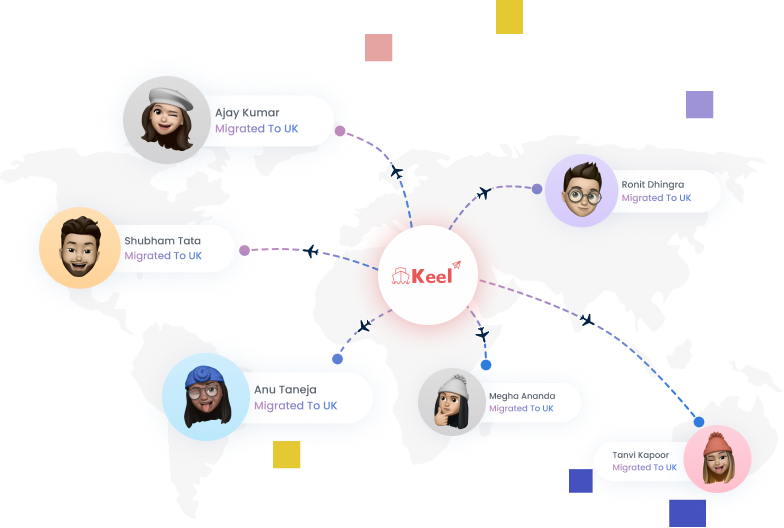 Ajay Kumar
Migrated To UK
Ronit Dhingra
Migrated To UK
Shubham Tata
Migrated To UK
Keel
Anu Taneja
Migrated To UK
Megha Ananda
Migrated To UK
Tanvi Kapoor
Migrated To UK